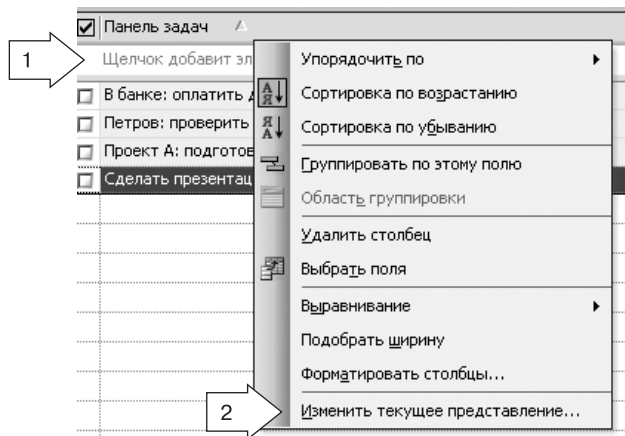 Панель задач
1
Щелчок добавит эл
В банке: оплатить
Петров: проверить
Проект А: подготов
Сделать презентац
Упорядочить по
Сортировка по возрастанию
Сортировка по убыванию
Группировать по этому полю
Область группировки
Удалить столбец
Выбрать поля
Выравнивание
Подобрать ширину
Форматировать столбцы...
2
Изменить текущее представление...